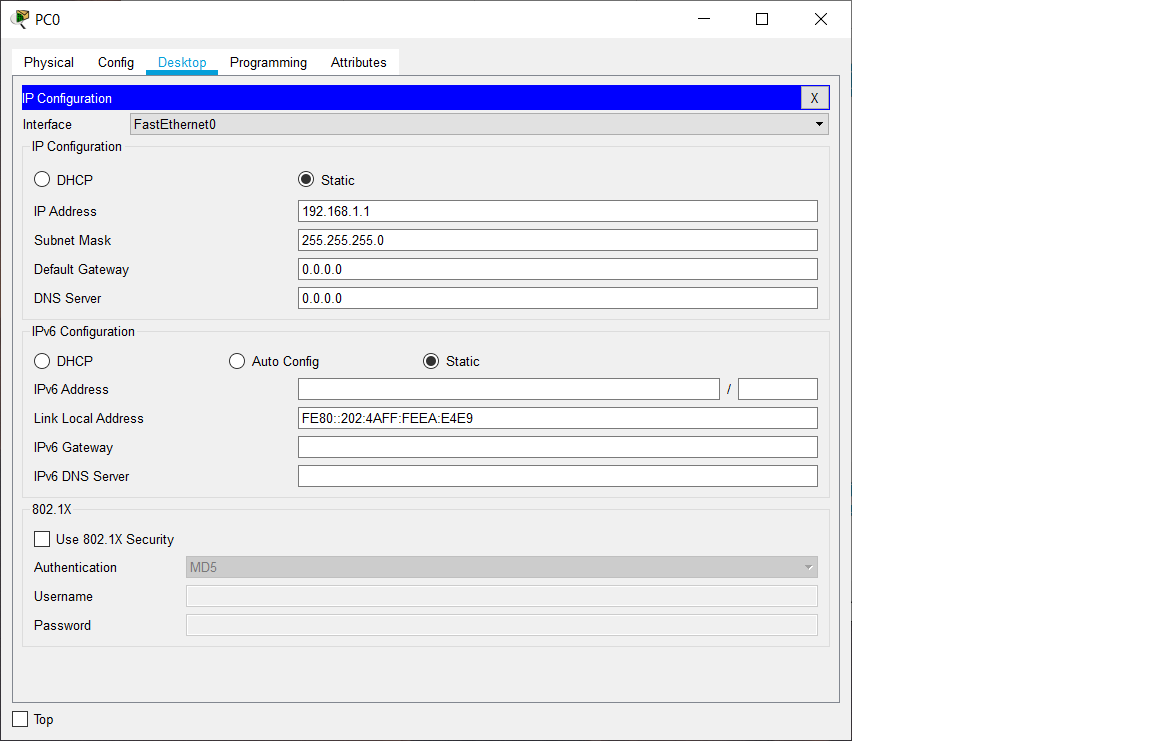 PC0
Physical Config Desktop Programming Attributes
IP Configuration X
Interface FastEthernet0
IP Configuration
DHCP Static
IP Address 192.168.1.1
Subnet Mask 255.255.255.0
Default Gateway 0.0.0.0
DNS Server 0.0.0.0
IPv6 Configuration
DHCP Auto Config Static
IPv6 Address /
Link Local Address FE80::202:4AFF:FEEA:E4E9
IPv6 Gateway
IPv6 DNS Server
802.1X
Use 802.1X Security
Authentication MD5
Username
Password
Top